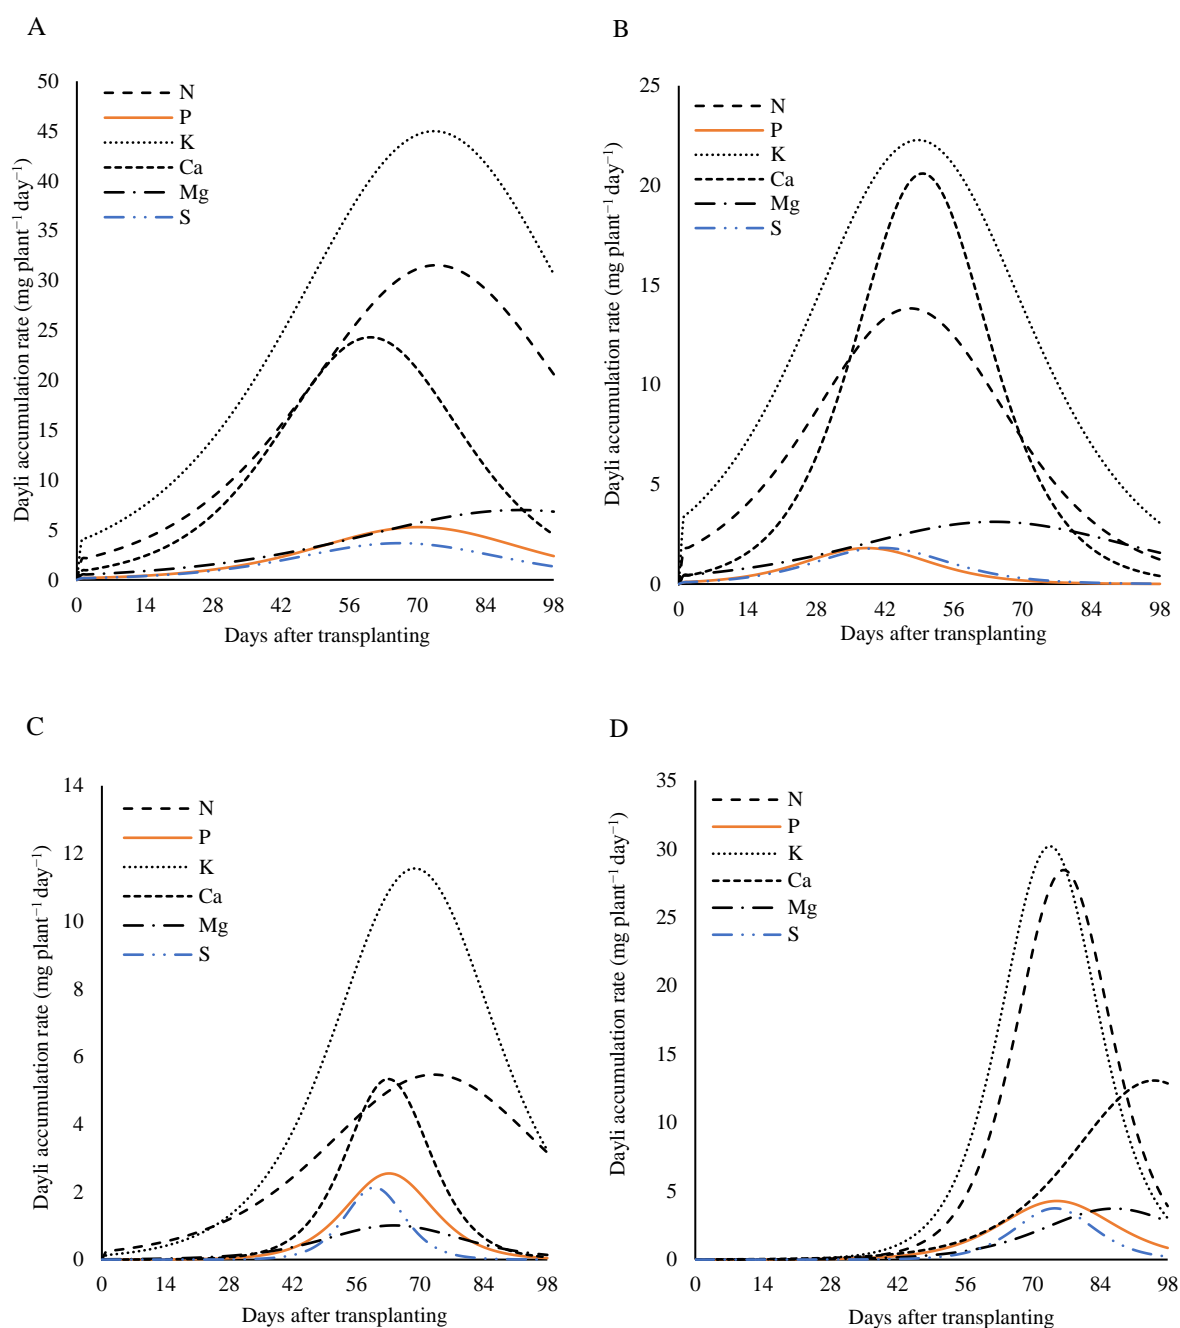 A
Dayli accumulation rate (mg plant⁻¹ day⁻¹)
50
45
40
35
30
25
20
15
10
5
0
N
P
K
Ca
Mg
S
0 14 28 42 56 70 84 98
Days after transplanting
B
Dayli accumulation rate (mg plant⁻¹ day⁻¹)
25
20
15
10
5
0
N
P
K
Ca
Mg
S
0 14 28 42 56 70 84 98
Days after transplanting
C
Dayli accumulation rate (mg plant⁻¹ day⁻¹)
14
12
10
8
6
4
2
0
N
P
K
Ca
Mg
S
0 14 28 42 56 70 84 98
Days after transplanting
D
Dayli accumulation rate (mg plant⁻¹ day⁻¹)
35
30
25
20
15
10
5
0
N
P
K
Ca
Mg
S
0 14 28 42 56 70 84 98
Days after transplanting